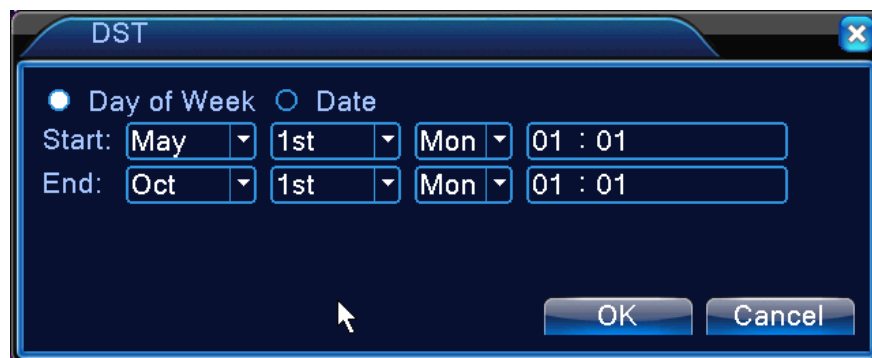 DST
Day of Week Date
Start: May 1st Mon 01 : 01
End: Oct 1st Mon 01 : 01
OK Cancel